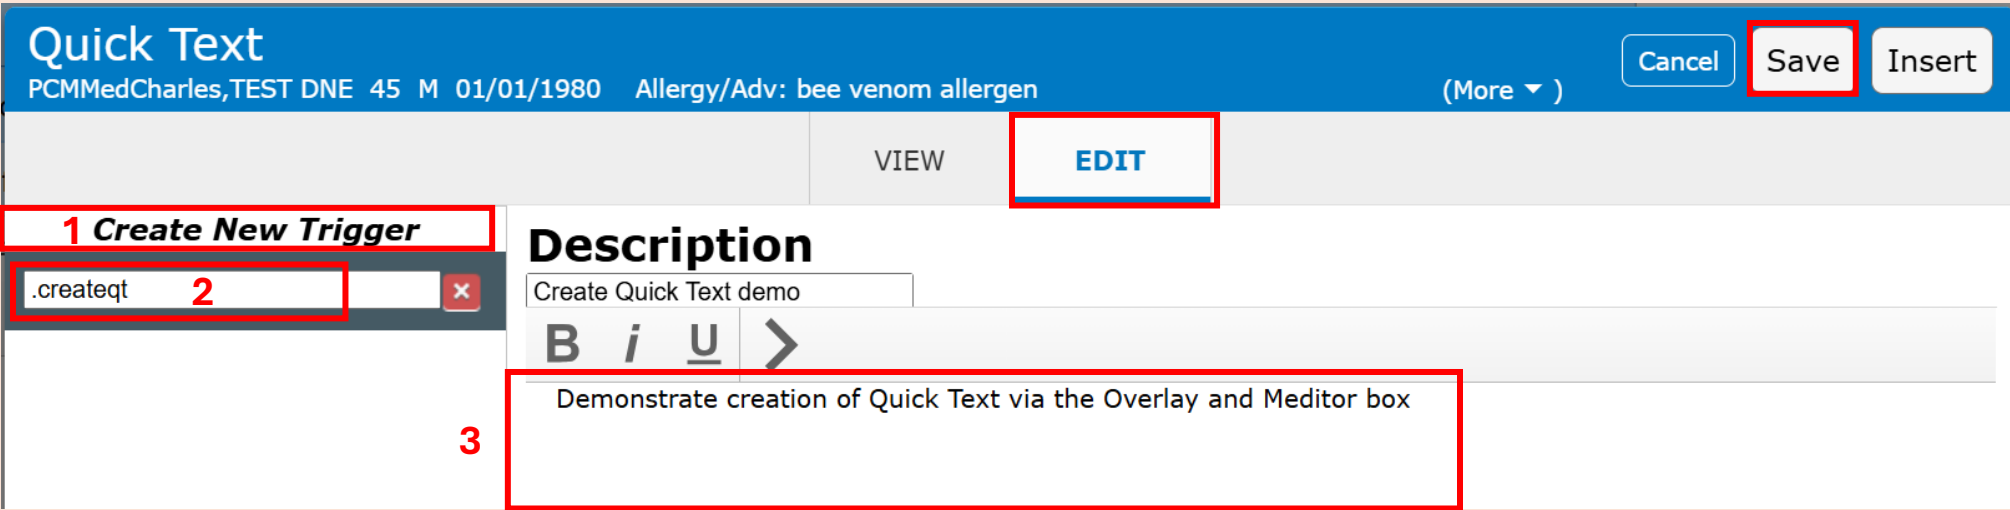 Quick Text
PCMMedCharles,TEST DNE 45 M 01/01/1980 Allergy/Adv: bee venom allergen
(More ▼ )
Cancel
Save
Insert
VIEW
EDIT
1 Create New Trigger
.createqt
2
Description
Create Quick Text demo
B i U
Demonstrate creation of Quick Text via the Overlay and Meditor box
3